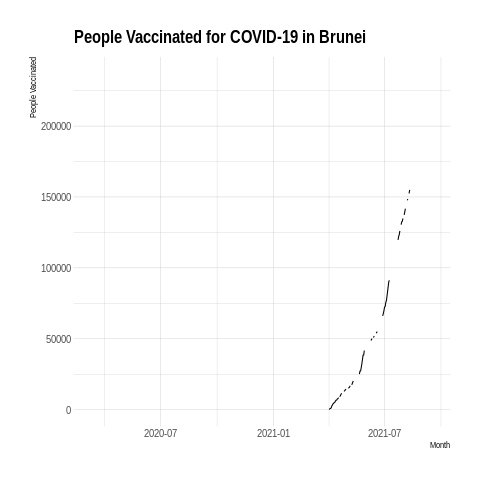 People Vaccinated for COVID-19 in Brunei
People Vaccinated
200000
150000
100000
50000
0
2020-07
2021-01
2021-07
Month